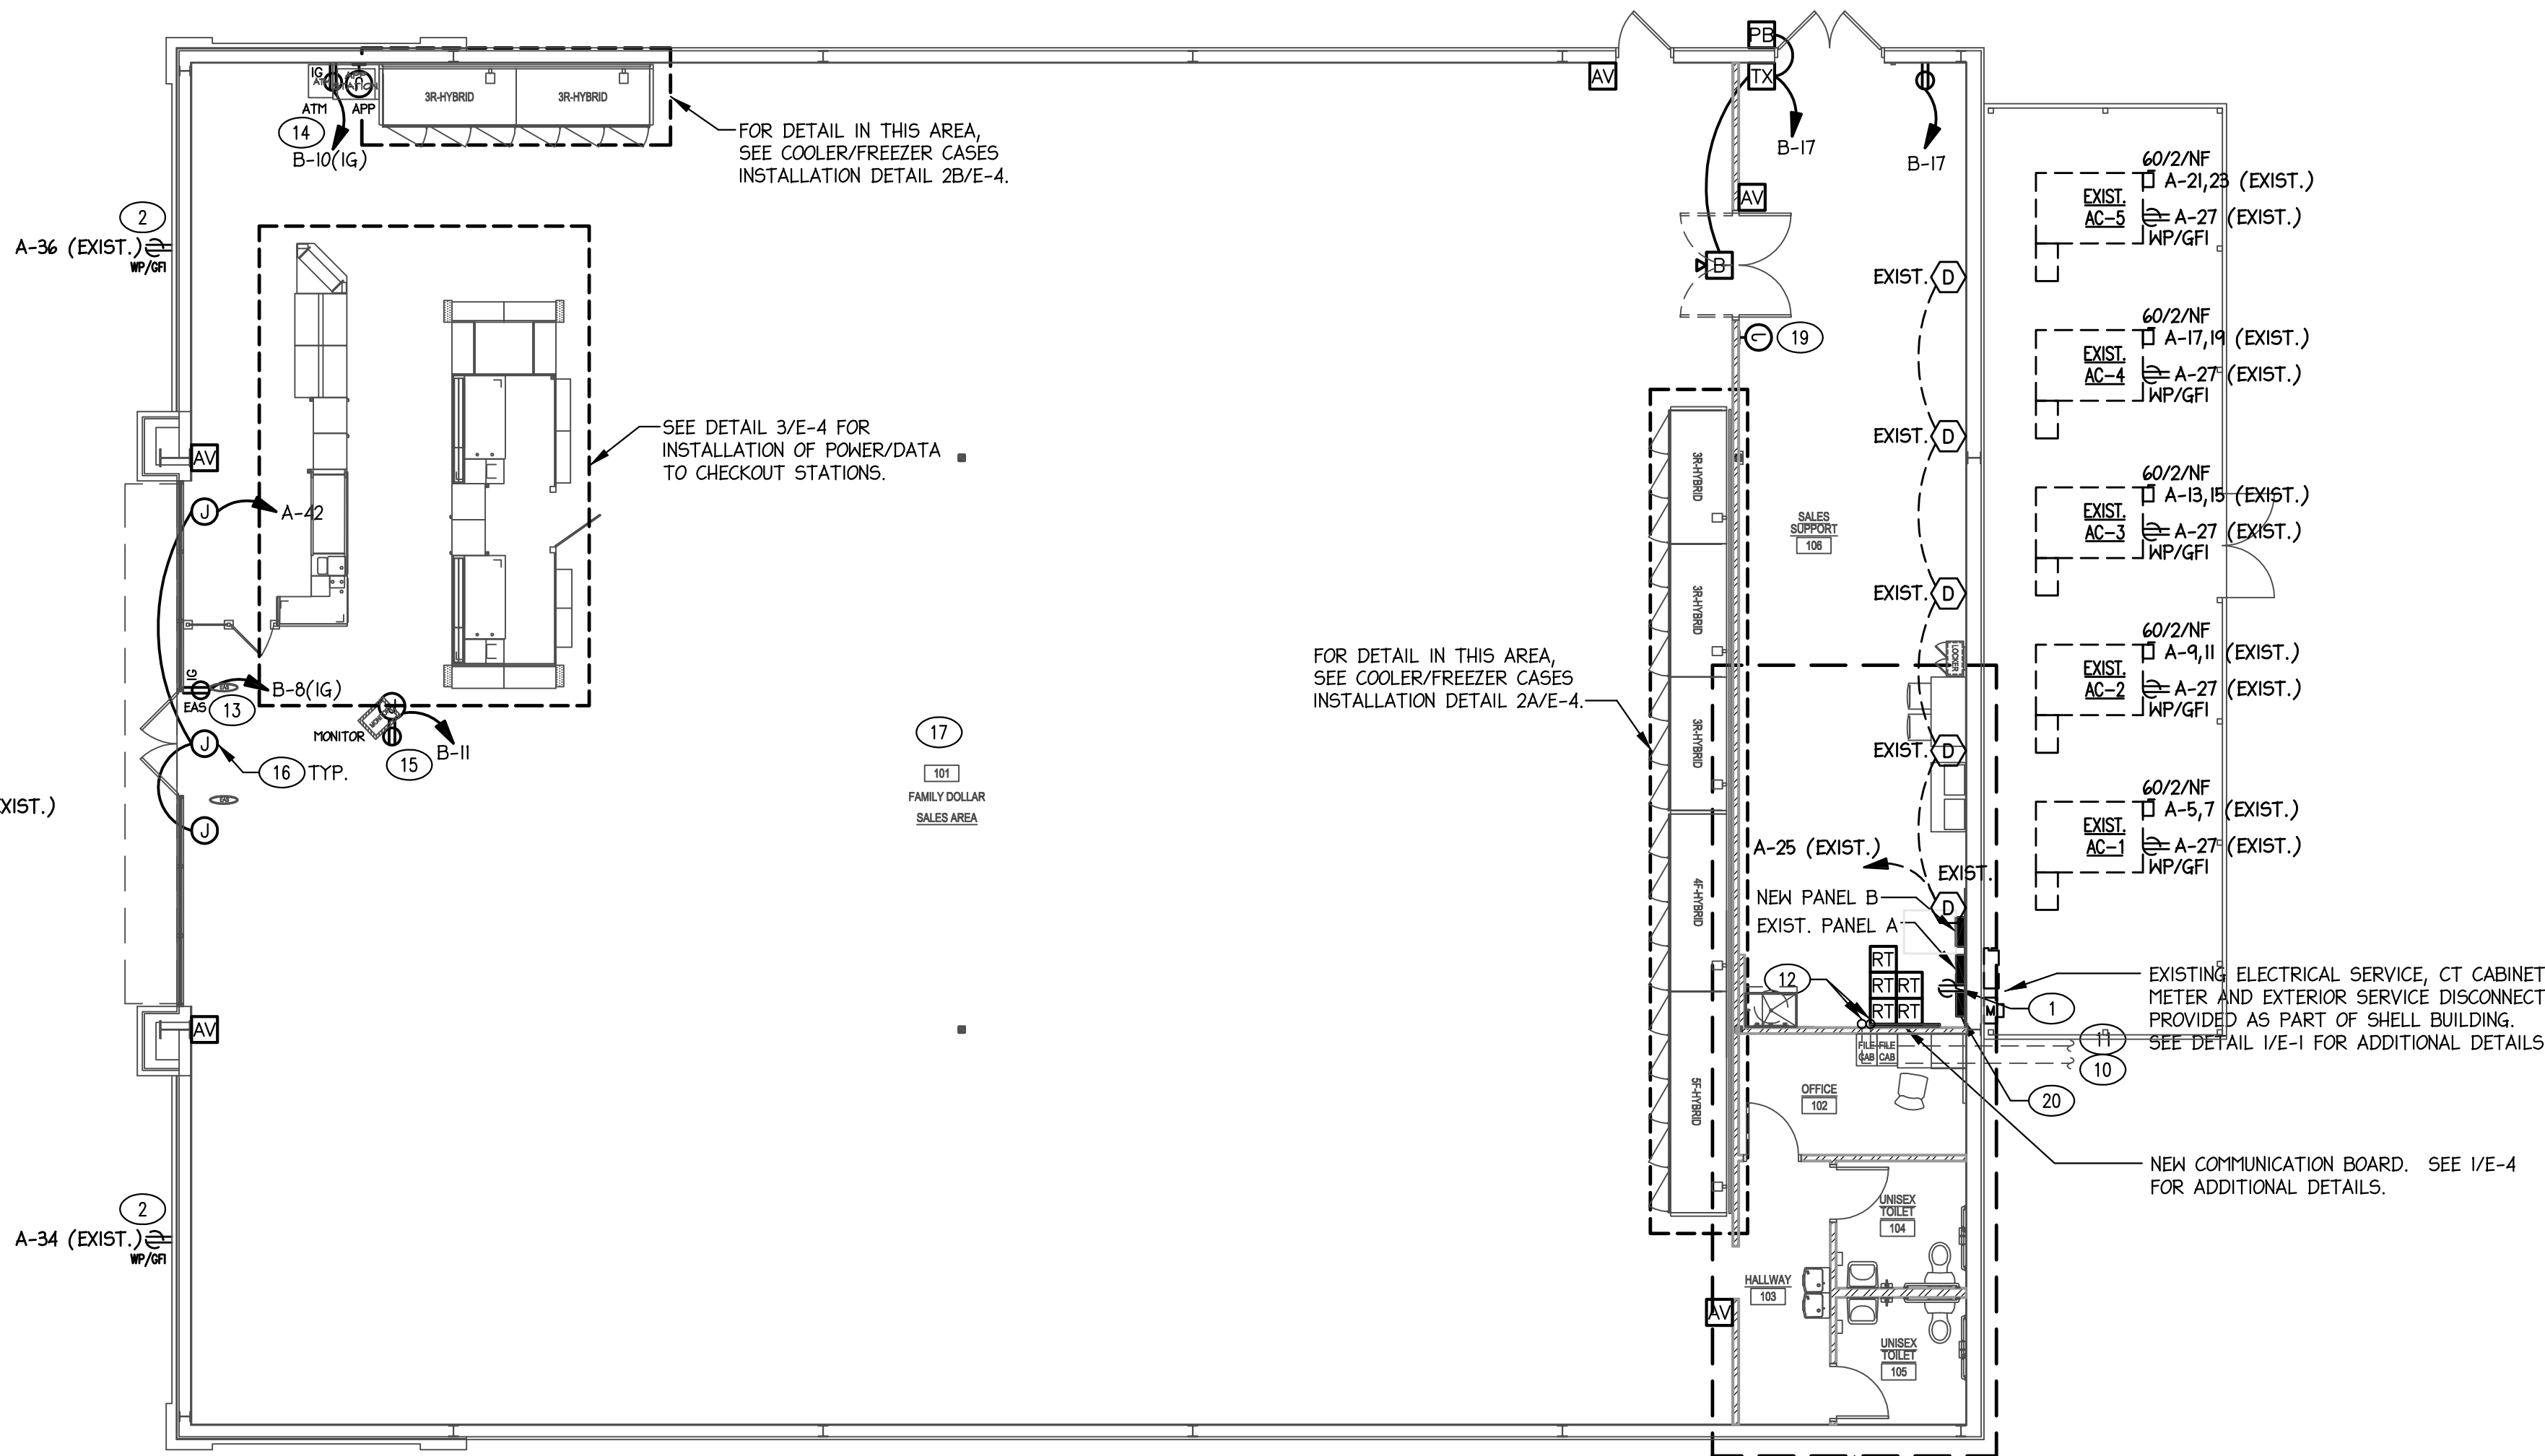 PB
TX
AV
IG
ATM
APP
14
B-10(IG)
3R-HYBRID
3R-HYBRID
FOR DETAIL IN THIS AREA,
SEE COOLER/FREEZER CASES
INSTALLATION DETAIL 2B/E-4.
B-17
B-17
AV
B
19
2
A-36 (EXIST.)
WP/GFI
60/2/NF
A-21,23 (EXIST.)
EXIST.
AC-5
A-27 (EXIST.)
WP/GFI
EXIST. D
60/2/NF
A-17,19 (EXIST.)
EXIST.
AC-4
A-27 (EXIST.)
WP/GFI
EXIST. D
60/2/NF
A-13,15 (EXIST.)
EXIST.
AC-3
A-27 (EXIST.)
WP/GFI
EXIST. D
60/2/NF
A-9,11 (EXIST.)
EXIST.
AC-2
A-27 (EXIST.)
WP/GFI
EXIST. D
60/2/NF
A-5,7 (EXIST.)
EXIST.
AC-1
A-27 (EXIST.)
WP/GFI
SEE DETAIL 3/E-4 FOR
INSTALLATION OF POWER/DATA
TO CHECKOUT STATIONS.
AV
J
A-42
IG
EAS
B-8(IG)
13
MONITOR
J
B-11
15
J
16 TYP.
EAS
J
17
101
FAMILY DOLLAR
SALES AREA
FOR DETAIL IN THIS AREA,
SEE COOLER/FREEZER CASES
INSTALLATION DETAIL 2A/E-4.
3R-HYBRID
3R-HYBRID
3R-HYBRID
4F-HYBRID
5F-HYBRID
SALES
SUPPORT
106
LOCKER
A-25 (EXIST.)
EXIST.
D
NEW PANEL B
EXIST. PANEL A
12
RT
RT RT
RT RT
M
EXISTING ELECTRICAL SERVICE, CT CABINET
METER AND EXTERIOR SERVICE DISCONNECT
PROVIDED AS PART OF SHELL BUILDING.
SEE DETAIL 1/E-1 FOR ADDITIONAL DETAILS
1
11
10
20
FILE FILE
CAB CAB
OFFICE
102
NEW COMMUNICATION BOARD. SEE 1/E-4
FOR ADDITIONAL DETAILS.
AV
2
A-34 (EXIST.)
WP/GFI
UNISEX
TOILET
104
HALLWAY
103
AV
UNISEX
TOILET
105